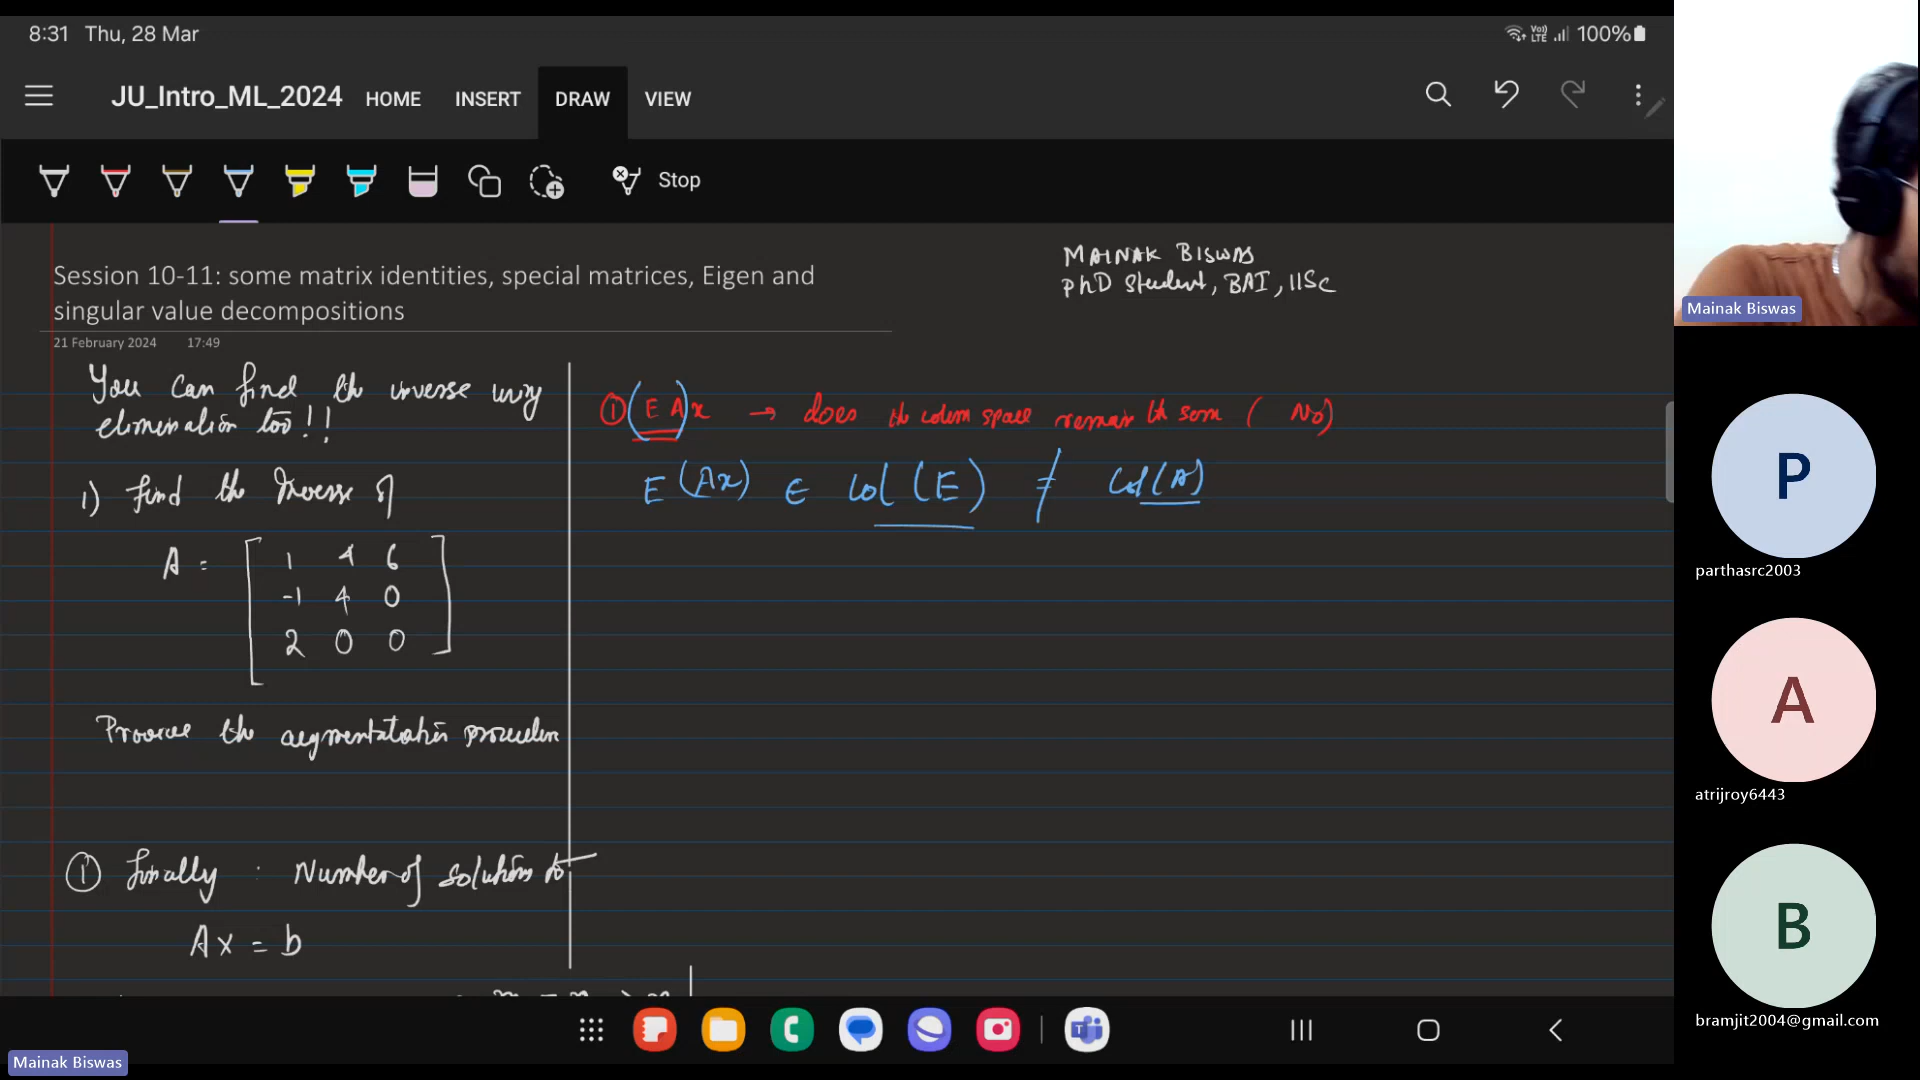 8:31 Thu, 28 Mar
Vo) LTE 100%
JU_Intro_ML_2024 HOME INSERT DRAW VIEW
Stop
Session 10-11: some matrix identities, special matrices, Eigen and
singular value decompositions
21 February 2024 17:49
MAINAK BISWAS
PhD Student, BAI, IISc
You can find the inverse using
elimination too!!
1) Find the Inverse of
A = [ 1 4 6
-1 4 0
2 0 0 ]
the augmentation procedure
① Finally : Number of solutions to
Ax = b
① (EA)x → does the column space remain the same ( No)
E(Ax) ∈ Col(E) ≠ Col(A)
Mainak Biswas
P
parthasrc2003
A
atrijroy6443
B
bramjit2004@gmail.com
Mainak Biswas